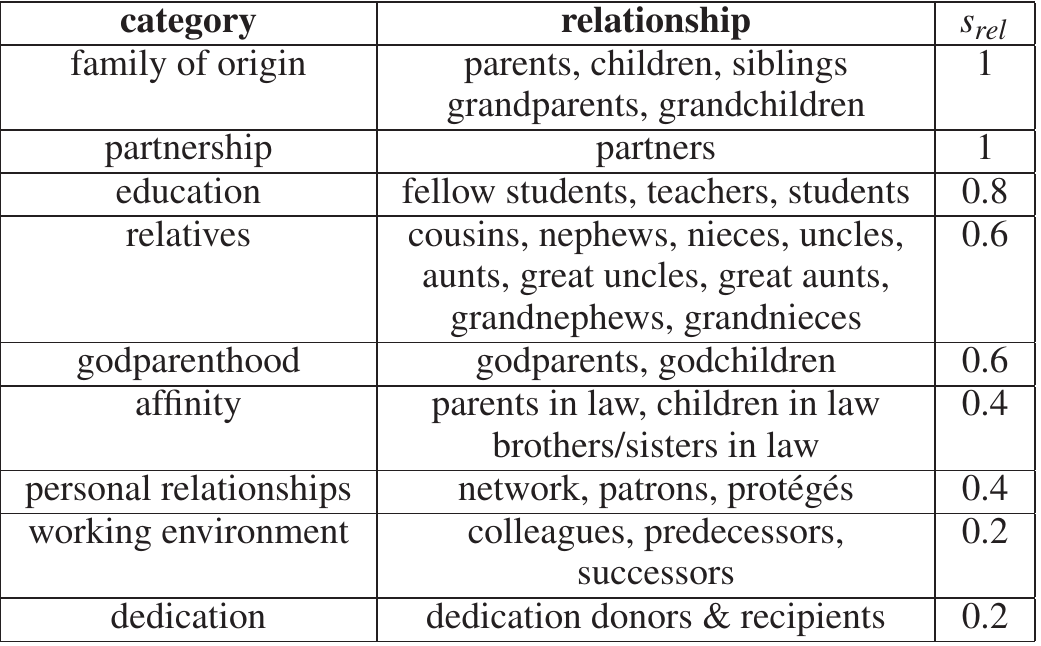 category relationship s_rel
family of origin parents, children, siblings 1
grandparents, grandchildren
partnership partners 1
education fellow students, teachers, students 0.8
relatives cousins, nephews, nieces, uncles, 0.6
aunts, great uncles, great aunts,
grandnephews, grandnieces
godparenthood godparents, godchildren 0.6
affinity parents in law, children in law 0.4
brothers/sisters in law
personal relationships network, patrons, protégés 0.4
working environment colleagues, predecessors, 0.2
successors
dedication dedication donors & recipients 0.2